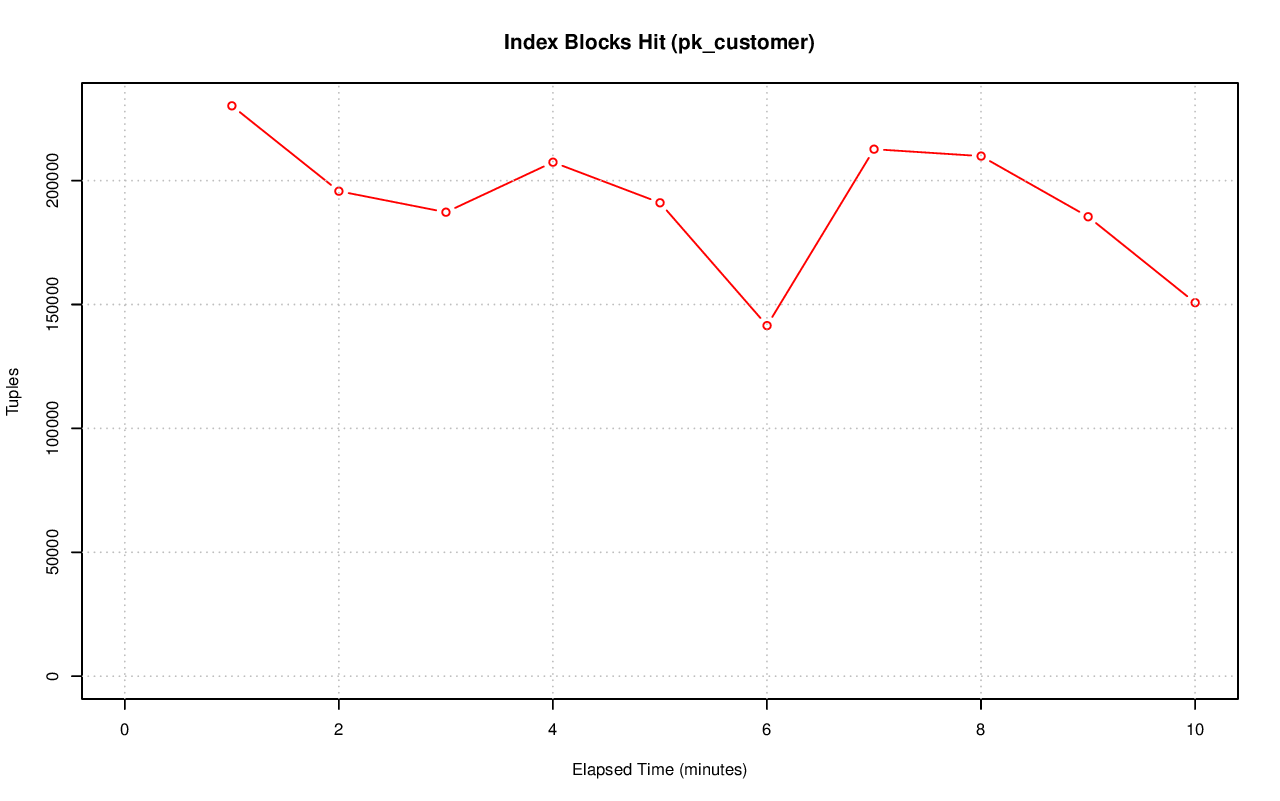 Index Blocks Hit (pk_customer)
Tuples
200000
150000
100000
50000
0
0 2 4 6 8 10
Elapsed Time (minutes)